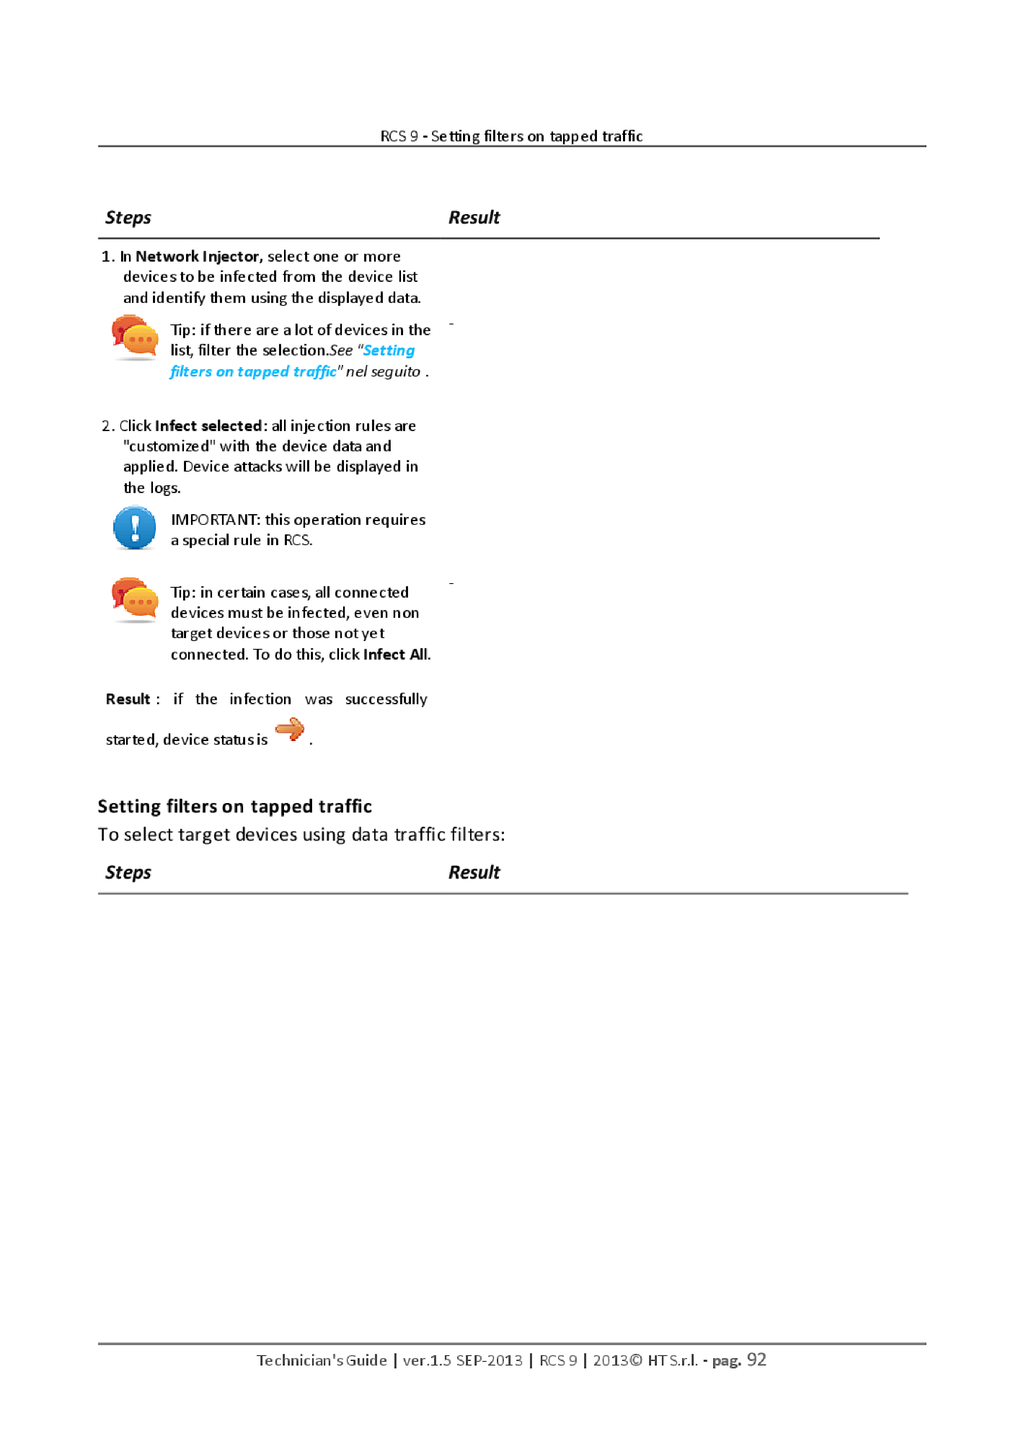 RCS 9 - Setting filters on tapped traffic
Steps
Result
1. In Network Injector, select one or more
devices to be infected from the device list
and identify them using the displayed data.
Tip: if there are a lot of devices in the
list, filter the selection.See "Setting
filters on tapped traffic" nel seguito .
-
2. Click Infect selected: all injection rules are
"customized" with the device data and
applied. Device attacks will be displayed in
the logs.
IMPORTANT: this operation requires
a special rule in RCS.
Tip: in certain cases, all connected
devices must be infected, even non
target devices or those not yet
connected. To do this, click Infect All.
-
Result : if the infection was successfully
started, device status is .
Setting filters on tapped traffic
To select target devices using data traffic filters:
Steps
Result
Technician's Guide | ver.1.5 SEP-2013 | RCS 9 | 2013© HT S.r.l. - pag. 92